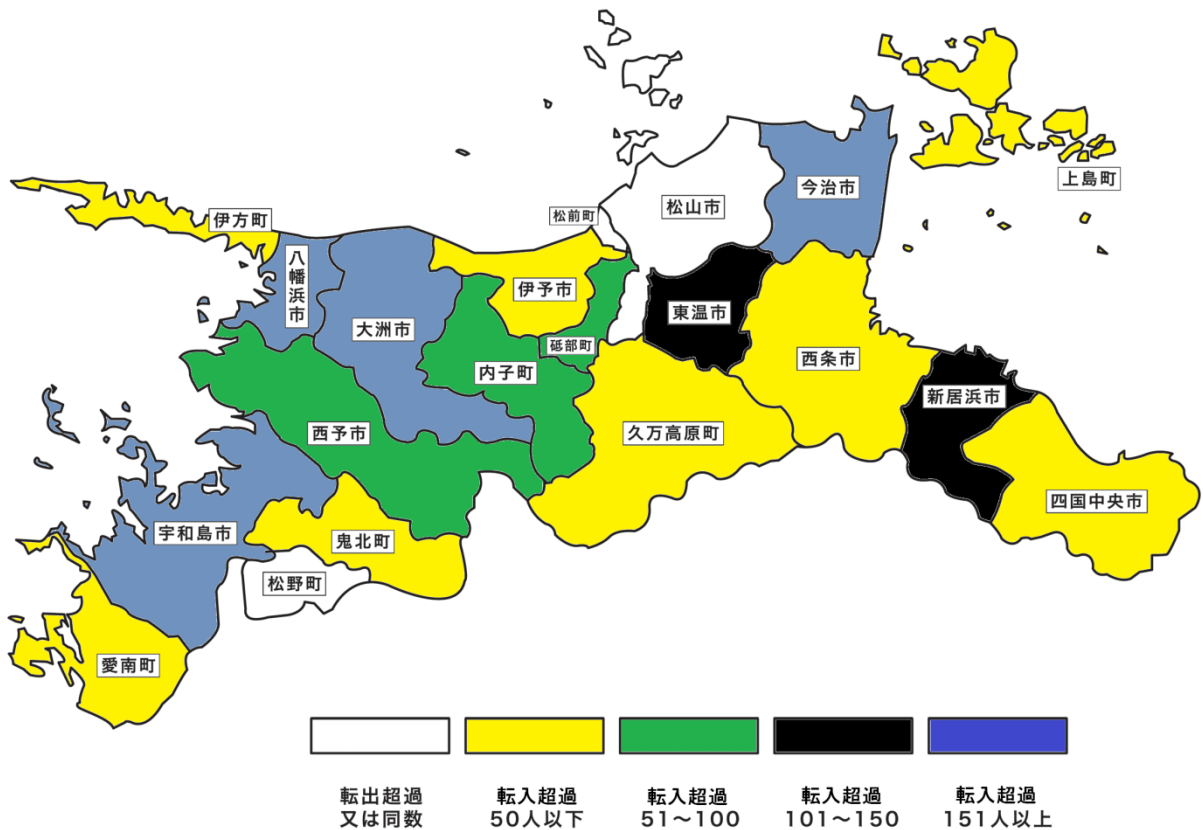 上島町
今治市
松山市
松前町
伊方町
八幡浜市
伊予市
東温市
大洲市
砥部町
西条市
内子町
新居浜市
西予市
久万高原町
四国中央市
宇和島市
鬼北町
松野町
愛南町
転出超過
又は同数
転入超過
50人以下
転入超過
51～100
転入超過
101～150
転入超過
151人以上